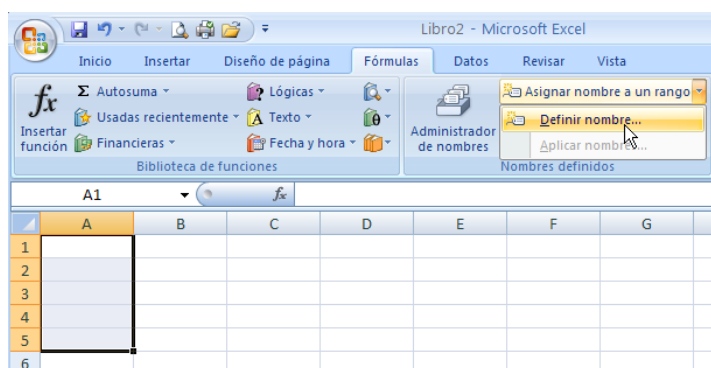 Libro2 - Microsoft Excel
Inicio Insertar Diseño de página Fórmulas Datos Revisar Vista
fx
Insertar función
Σ Autosuma
Usadas recientemente
Financieras
Lógicas
A Texto
Fecha y hora
θ
Biblioteca de funciones
Administrador de nombres
Asignar nombre a un rango
Definir nombre...
Aplicar nombres...
Nombres definidos
A1 fx
A B C D E F G
1
2
3
4
5
6